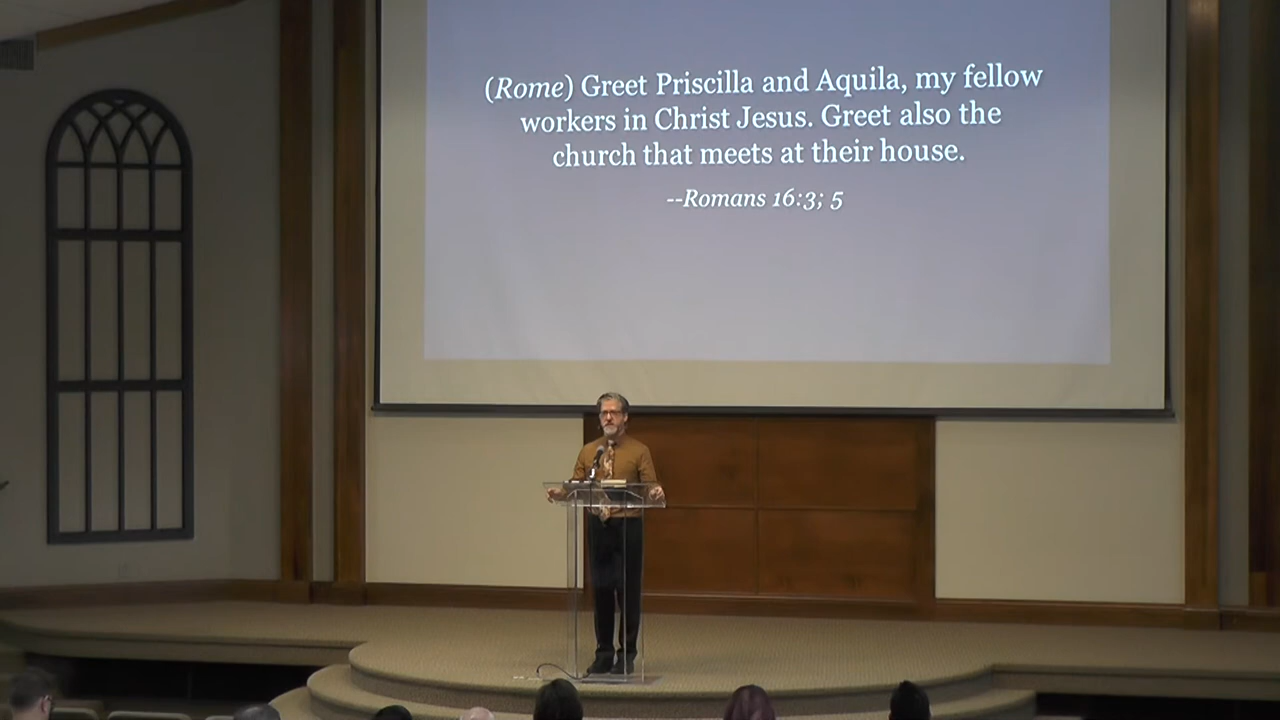 (Rome) Greet Priscilla and Aquila, my fellow
workers in Christ Jesus. Greet also the
church that meets at their house.
--Romans 16:3; 5